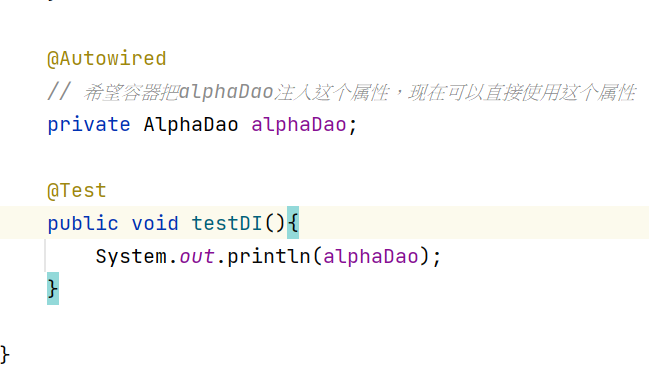 @Autowired
// 希望容器把alphaDao注入这个属性，现在可以直接使用这个属性
private AlphaDao alphaDao;
@Test
public void testDI(){
System.out.println(alphaDao);
}
}